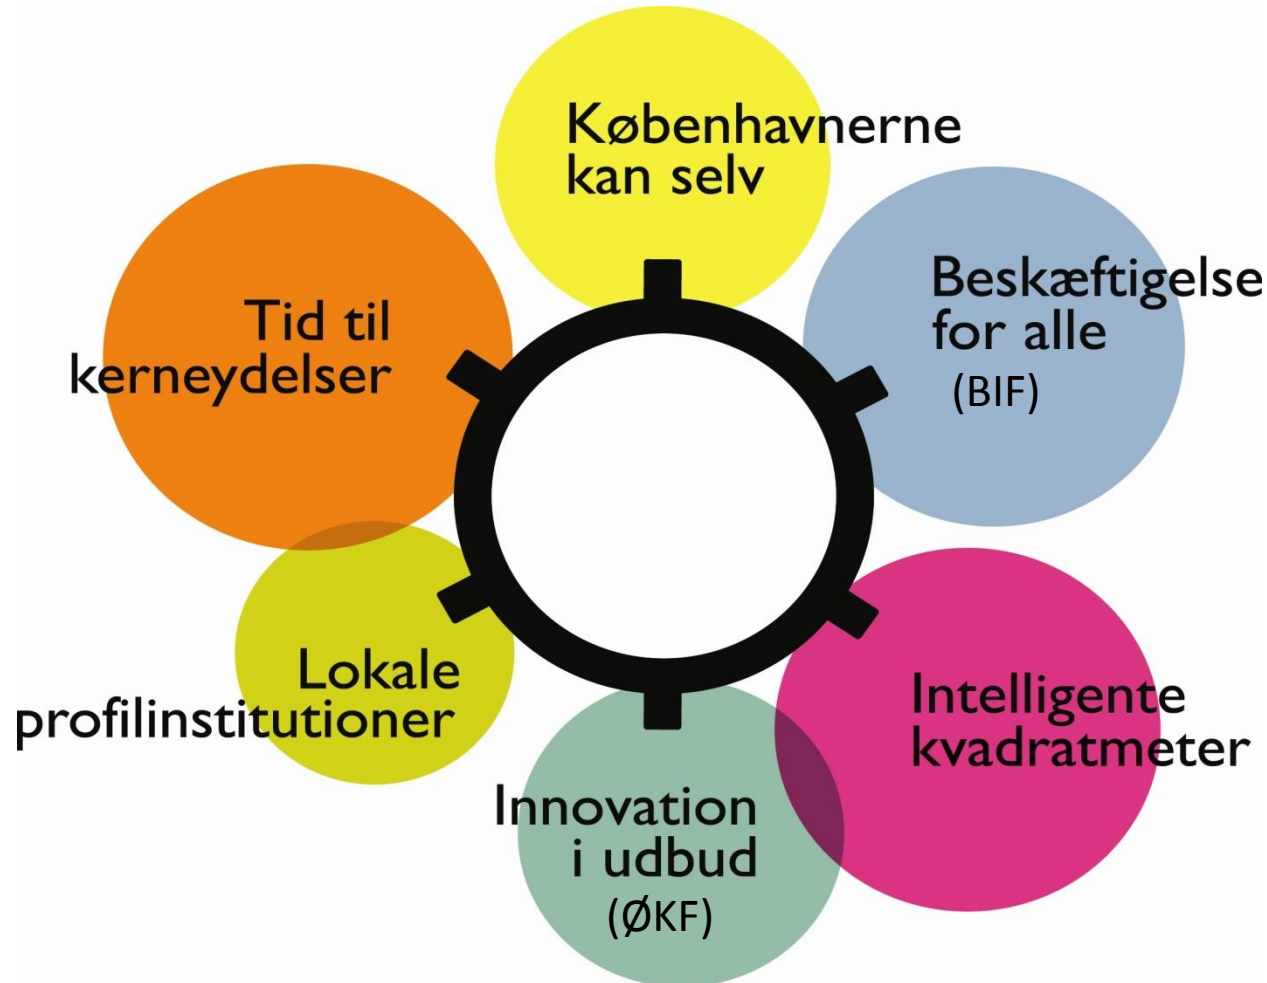 Københavnerne
kan selv
Beskæftigelse
for alle
(BIF)
Tid til
kerneydelser
Lokale
profilinstitutioner
Intelligente
kvadratmeter
Innovation
i udbud
(ØKF)